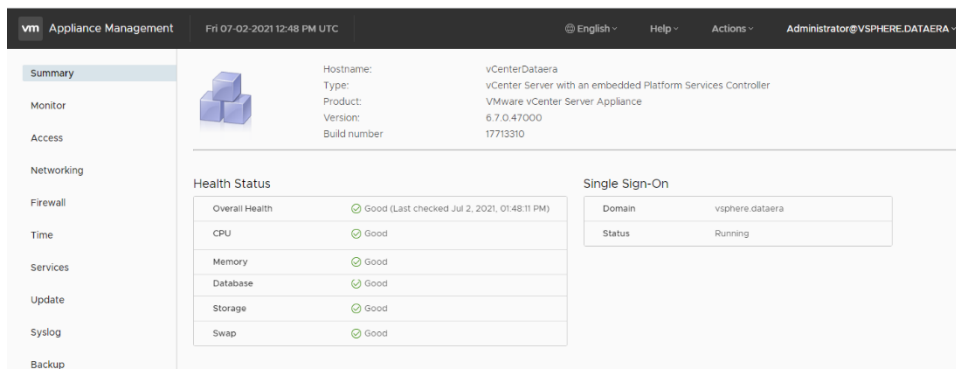 vm Appliance Management Fri 07-02-2021 12:48 PM UTC English Help Actions Administrator@VSPHERE.DATAERA
Summary
Monitor
Access
Networking
Firewall
Time
Services
Update
Syslog
Backup
Hostname: vCenterDataera
Type: vCenter Server with an embedded Platform Services Controller
Product: VMware vCenter Server Appliance
Version: 6.7.0.47000
Build number 17713310
Health Status
Overall Health Good (Last checked Jul 2, 2021, 01:48:11 PM)
CPU Good
Memory Good
Database Good
Storage Good
Swap Good
Single Sign-On
Domain vsphere.dataera
Status Running